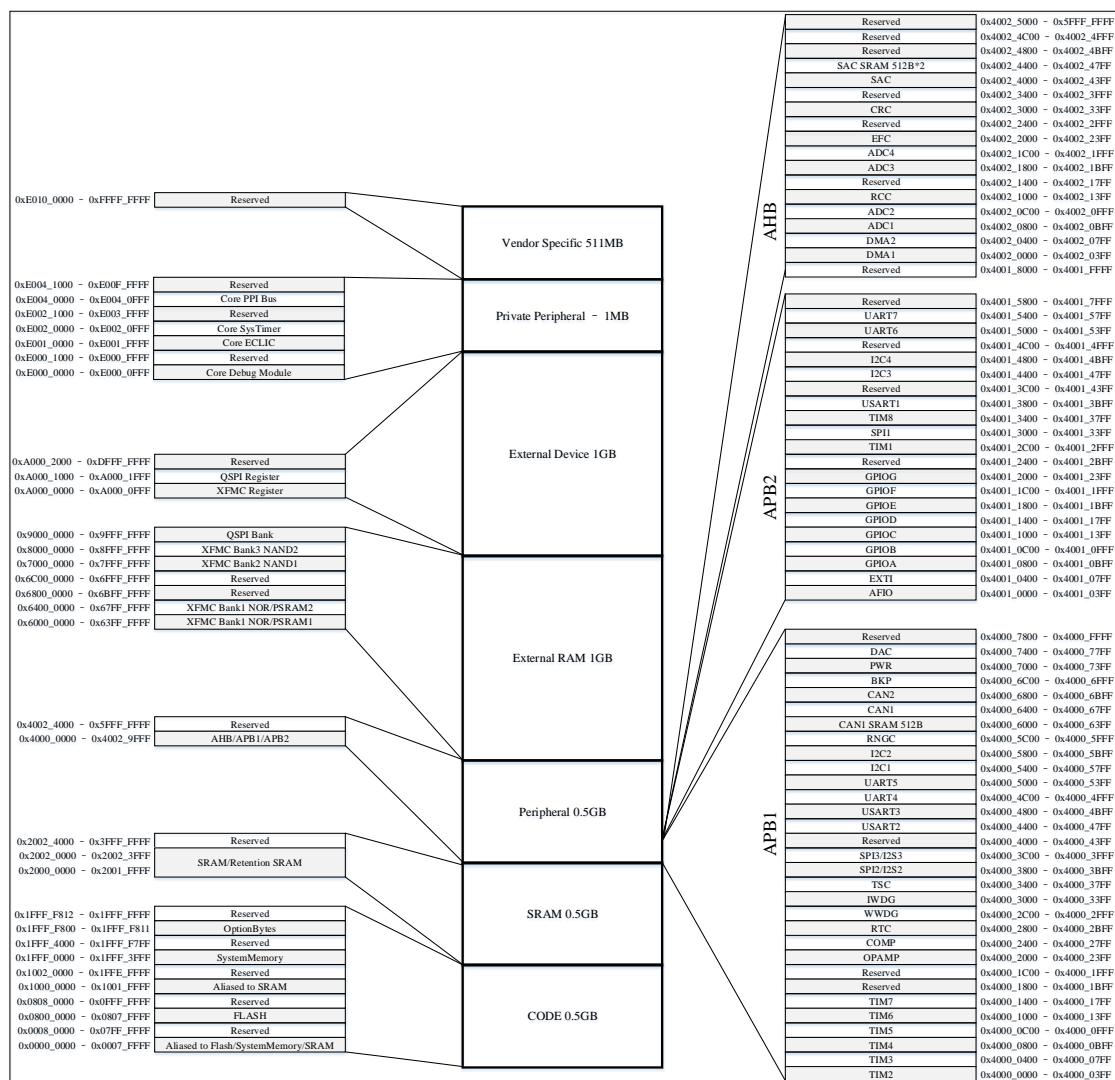 0xE010_0000 - 0xFFFF_FFFF Reserved
0xE004_1000 - 0xE00F_FFFF Reserved
0xE004_0000 - 0xE004_0FFF Core PPI Bus
0xE002_1000 - 0xE003_FFFF Reserved
0xE002_0000 - 0xE002_0FFF Core SysTimer
0xE001_0000 - 0xE001_FFFF Core ECLIC
0xE000_1000 - 0xE000_FFFF Reserved
0xE000_0000 - 0xE000_0FFF Core Debug Module
0xA000_2000 - 0xDFFF_FFFF Reserved
0xA000_1000 - 0xA000_1FFF QSPI Register
0xA000_0000 - 0xA000_0FFF XFMC Register
0x9000_0000 - 0x9FFF_FFFF QSPI Bank
0x8000_0000 - 0x8FFF_FFFF XFMC Bank3 NAND2
0x7000_0000 - 0x7FFF_FFFF XFMC Bank2 NAND1
0x6C00_0000 - 0x6FFF_FFFF Reserved
0x6800_0000 - 0x6BFF_FFFF Reserved
0x6400_0000 - 0x67FF_FFFF XFMC Bank1 NOR/PSRAM2
0x6000_0000 - 0x63FF_FFFF XFMC Bank1 NOR/PSRAM1
0x4002_4000 - 0x5FFF_FFFF Reserved
0x4000_0000 - 0x4002_9FFF AHB/APB1/APB2
0x2002_4000 - 0x3FFF_FFFF Reserved
0x2002_0000 - 0x2002_3FFF
SRAM/Retention SRAM
0x2000_0000 - 0x2001_FFFF
0x1FFF_F812 - 0x1FFF_FFFF Reserved
0x1FFF_F800 - 0x1FFF_F811 OptionBytes
0x1FFF_4000 - 0x1FFF_F7FF Reserved
0x1FFF_0000 - 0x1FFF_3FFF SystemMemory
0x1002_0000 - 0x1FFE_FFFF Reserved
0x1000_0000 - 0x1001_FFFF Aliased to SRAM
0x0808_0000 - 0x0FFF_FFFF Reserved
0x0800_0000 - 0x0807_FFFF FLASH
0x0008_0000 - 0x07FF_FFFF Reserved
0x0000_0000 - 0x0007_FFFF Aliased to Flash/SystemMemory/SRAM
Vendor Specific 511MB
Private Peripheral - 1MB
External Device 1GB
External RAM 1GB
Peripheral 0.5GB
SRAM 0.5GB
CODE 0.5GB
AHB
Reserved 0x4002_5000 - 0x5FFF_FFFF
Reserved 0x4002_4C00 - 0x4002_4FFF
Reserved 0x4002_4800 - 0x4002_4BFF
SAC SRAM 512B*2 0x4002_4400 - 0x4002_47FF
SAC 0x4002_4000 - 0x4002_43FF
Reserved 0x4002_3400 - 0x4002_3FFF
CRC 0x4002_3000 - 0x4002_33FF
Reserved 0x4002_2400 - 0x4002_2FFF
EFC 0x4002_2000 - 0x4002_23FF
ADC4 0x4002_1C00 - 0x4002_1FFF
ADC3 0x4002_1800 - 0x4002_1BFF
Reserved 0x4002_1400 - 0x4002_17FF
RCC 0x4002_1000 - 0x4002_13FF
ADC2 0x4002_0C00 - 0x4002_0FFF
ADC1 0x4002_0800 - 0x4002_0BFF
DMA2 0x4002_0400 - 0x4002_07FF
DMA1 0x4002_0000 - 0x4002_03FF
Reserved 0x4001_8000 - 0x4001_FFFF
APB2
Reserved 0x4001_5800 - 0x4001_7FFF
UART7 0x4001_5400 - 0x4001_57FF
UART6 0x4001_5000 - 0x4001_53FF
Reserved 0x4001_4C00 - 0x4001_4FFF
I2C4 0x4001_4800 - 0x4001_4BFF
I2C3 0x4001_4400 - 0x4001_47FF
Reserved 0x4001_3C00 - 0x4001_43FF
USART1 0x4001_3800 - 0x4001_3BFF
TIM8 0x4001_3400 - 0x4001_37FF
SPI1 0x4001_3000 - 0x4001_33FF
TIM1 0x4001_2C00 - 0x4001_2FFF
Reserved 0x4001_2400 - 0x4001_2BFF
GPIOG 0x4001_2000 - 0x4001_23FF
GPIOF 0x4001_1C00 - 0x4001_1FFF
GPIOE 0x4001_1800 - 0x4001_1BFF
GPIOD 0x4001_1400 - 0x4001_17FF
GPIOC 0x4001_1000 - 0x4001_13FF
GPIOB 0x4001_0C00 - 0x4001_0FFF
GPIOA 0x4001_0800 - 0x4001_0BFF
EXTI 0x4001_0400 - 0x4001_07FF
AFIO 0x4001_0000 - 0x4001_03FF
APB1
Reserved 0x4000_7800 - 0x4000_FFFF
DAC 0x4000_7400 - 0x4000_77FF
PWR 0x4000_7000 - 0x4000_73FF
BKP 0x4000_6C00 - 0x4000_6FFF
CAN2 0x4000_6800 - 0x4000_6BFF
CAN1 0x4000_6400 - 0x4000_67FF
CAN1 SRAM 512B 0x4000_6000 - 0x4000_63FF
RNGC 0x4000_5C00 - 0x4000_5FFF
I2C2 0x4000_5800 - 0x4000_5BFF
I2C1 0x4000_5400 - 0x4000_57FF
UART5 0x4000_5000 - 0x4000_53FF
UART4 0x4000_4C00 - 0x4000_4FFF
USART3 0x4000_4800 - 0x4000_4BFF
USART2 0x4000_4400 - 0x4000_47FF
Reserved 0x4000_4000 - 0x4000_43FF
SPI3/I2S3 0x4000_3C00 - 0x4000_3FFF
SPI2/I2S2 0x4000_3800 - 0x4000_3BFF
TSC 0x4000_3400 - 0x4000_37FF
IWDG 0x4000_3000 - 0x4000_33FF
WWDG 0x4000_2C00 - 0x4000_2FFF
RTC 0x4000_2800 - 0x4000_2BFF
COMP 0x4000_2400 - 0x4000_27FF
OPAMP 0x4000_2000 - 0x4000_23FF
Reserved 0x4000_1C00 - 0x4000_1FFF
Reserved 0x4000_1800 - 0x4000_1BFF
TIM7 0x4000_1400 - 0x4000_17FF
TIM6 0x4000_1000 - 0x4000_13FF
TIM5 0x4000_0C00 - 0x4000_0FFF
TIM4 0x4000_0800 - 0x4000_0BFF
TIM3 0x4000_0400 - 0x4000_07FF
TIM2 0x4000_0000 - 0x4000_03FF